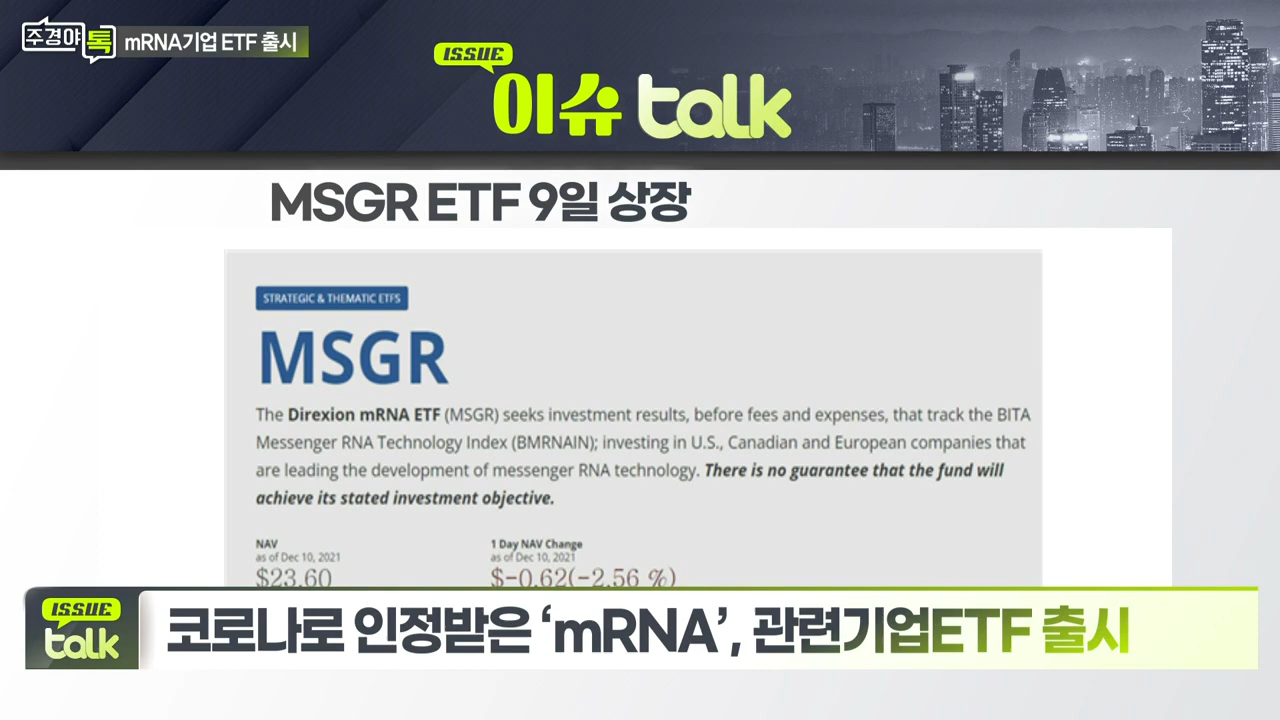 주경야톡 mRNA기업 ETF 출시
ISSUE
이슈 talk
MSGR ETF 9일 상장
STRATEGIC & THEMATIC ETFS
MSGR
The Direxion mRNA ETF (MSGR) seeks investment results, before fees and expenses, that track the BITA
Messenger RNA Technology Index (BMRNAIN); investing in U.S., Canadian and European companies that
are leading the development of messenger RNA technology. There is no guarantee that the fund will
achieve its stated investment objective.
NAV
as of Dec 10, 2021
$23.60
1 Day NAV Change
as of Dec 10, 2021
$-0.62(-2.56 %)
ISSUE
talk
코로나로 인정받은 ‘mRNA’, 관련기업ETF 출시